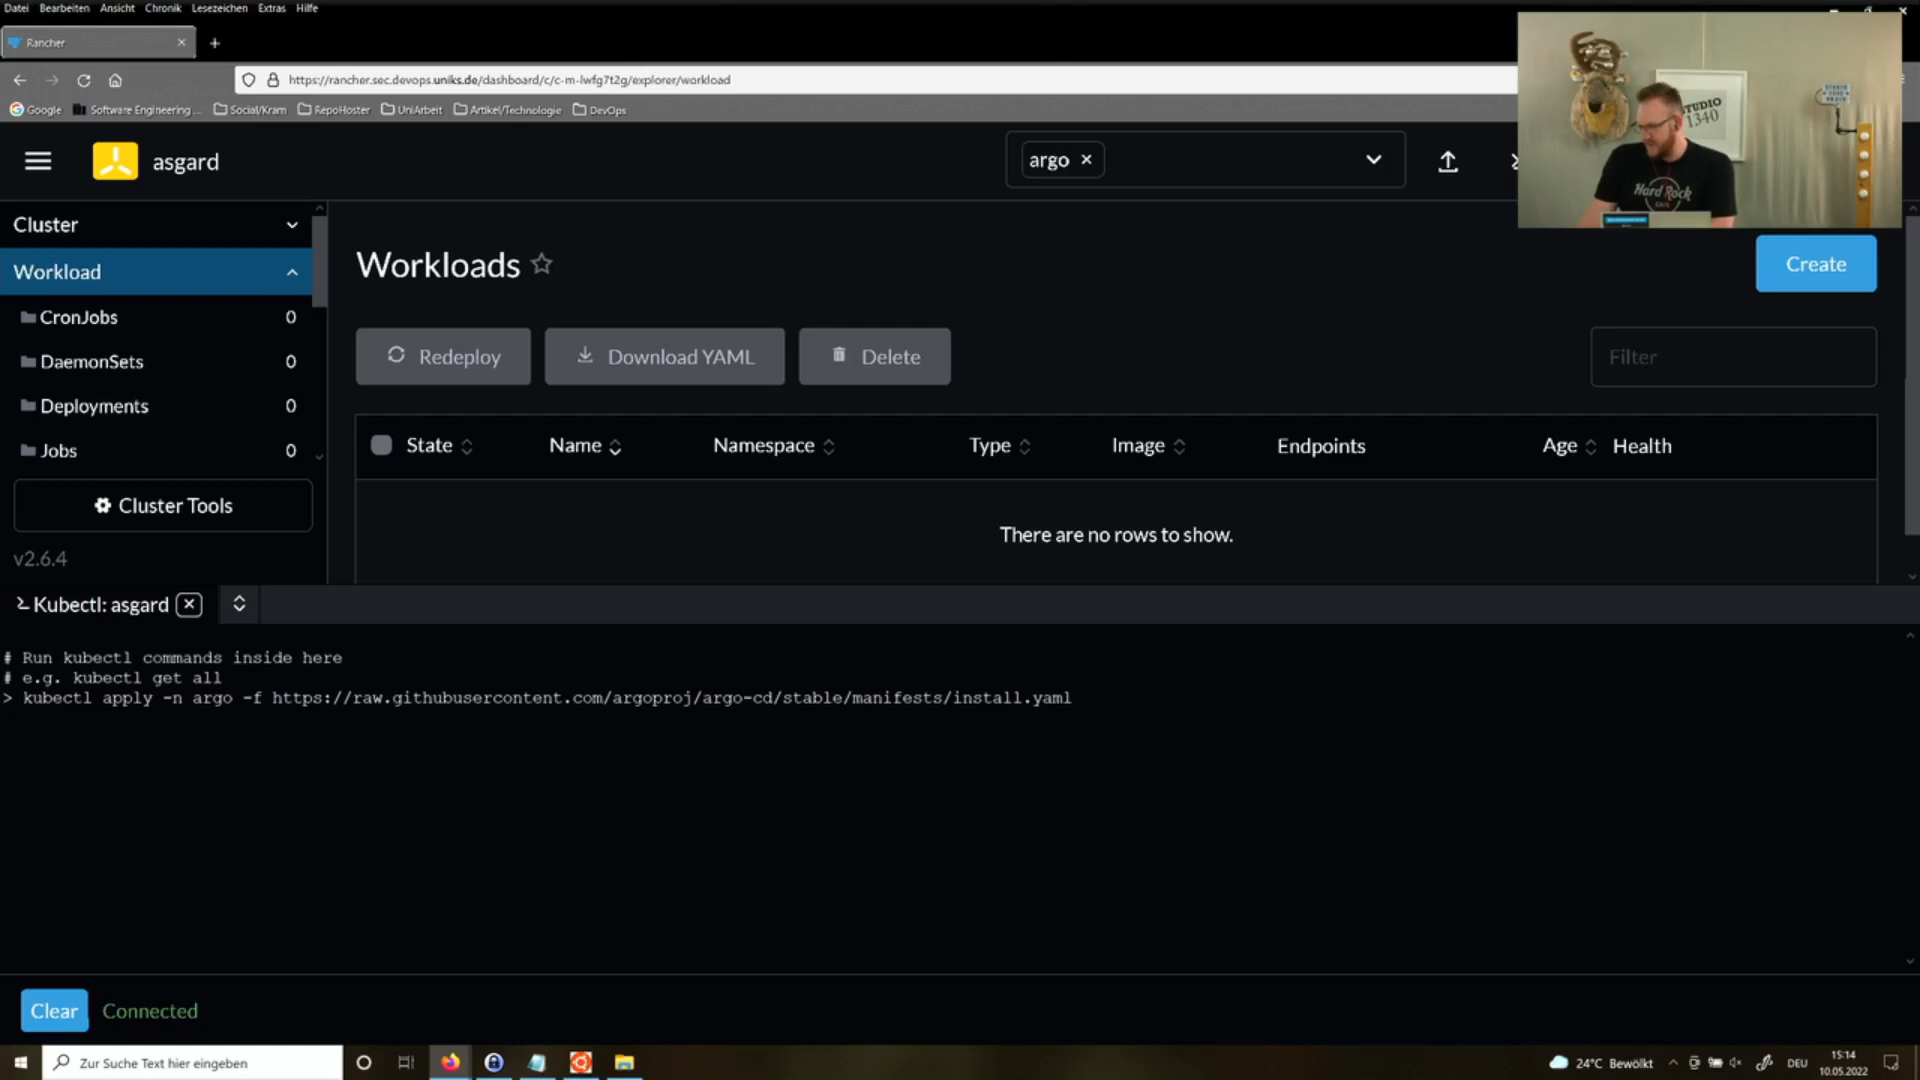 Datei Bearbeiten Ansicht Chronik Lesezeichen Extras Hilfe
Rancher
https://rancher.sec.devops.uniks.de/dashboard/c/c-m-lwfg7t2g/explorer/workload
Google Software Engineering ... Social/Kram RepoHoster UniArbeit Artikel/Technologie DevOps
STUDIO
1340
Hard Rock
CAFE
asgard
argo
Cluster
Workload
CronJobs 0
DaemonSets 0
Deployments 0
Jobs 0
Cluster Tools
v2.6.4
Workloads
Create
Redeploy Download YAML Delete
Filter
State Name Namespace Type Image Endpoints Age Health
There are no rows to show.
Kubectl: asgard
# Run kubectl commands inside here
# e.g. kubectl get all
> kubectl apply -n argo -f https://raw.githubusercontent.com/argoproj/argo-cd/stable/manifests/install.yaml
Clear Connected
Zur Suche Text hier eingeben
24°C Bewölkt DEU
15:14
10.05.2022